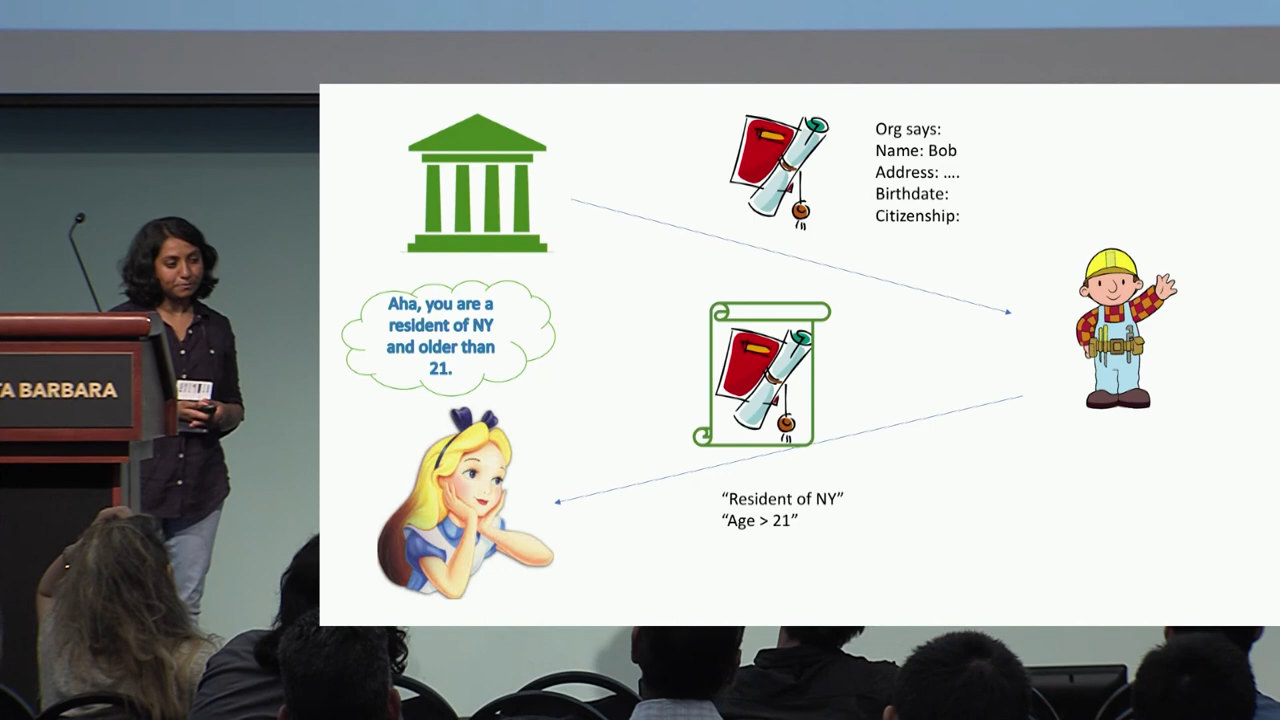 Org says:
Name: Bob
Address: ....
Birthdate:
Citizenship:
Aha, you are a
resident of NY
and older than
21.
TA BARBARA
“Resident of NY”
“Age > 21”